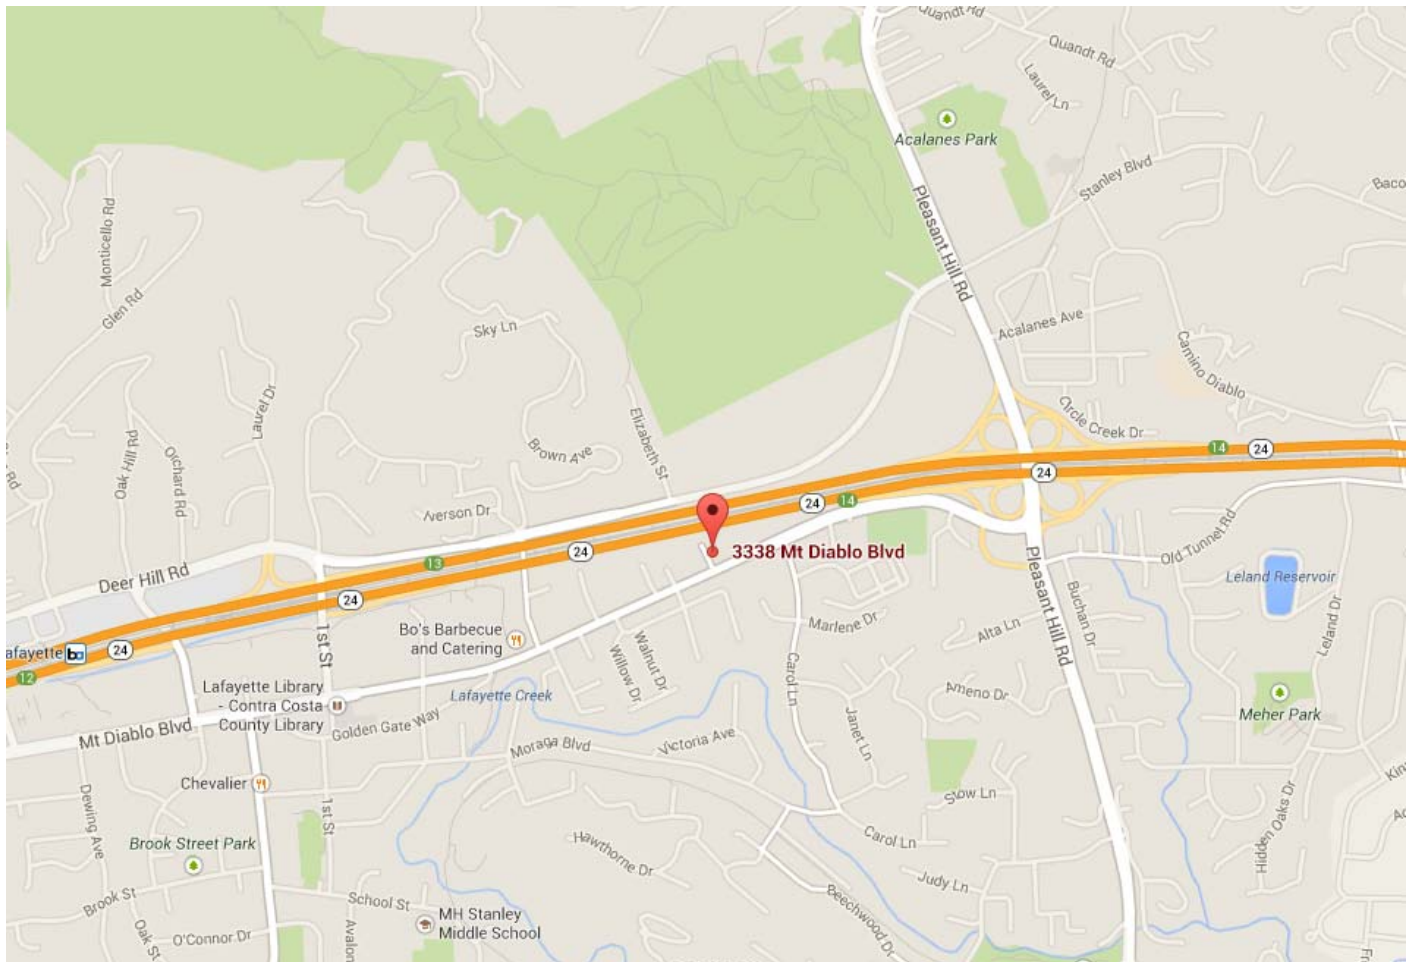 Quandt Rd
Quandt Rd
Laurel Ln
Acalanes Park
Stanley Blvd
Baco
Pleasant Hill Rd
Monticello Rd
Glen Rd
Sky Ln
Acalanes Ave
Camino Diablo
Laurel Dr
Elizabeth St
Circle Creek Dr
Oak Hill Rd
Orchard Rd
Brown Ave
14
24
24
24
14
Averson Dr
24
13
3338 Mt Diablo Blvd
Old Tunnel Rd
Deer Hill Rd
Leland Reservoir
24
Pleasant Hill Rd
Buchan Dr
Leland Dr
1st St
Bo's Barbecue
and Catering
Marlene Dr
Alta Ln
24
afayette
12
Walnut Dr
Willow Dr
Carol Ln
Lafayette Library
- Contra Costa
County Library
Lafayette Creek
Ameno Dr
Meher Park
Mt Diablo Blvd
Golden Gate Way
Moraga Blvd
Victoria Ave
Janet Ln
Chevalier
Dewing Ave
1st St
Stow Ln
Hidden Oaks Dr
Brook Street Park
Hawthorne Dr
Carol Ln
Judy Ln
Beechwood Dr
Brook St
School St
Oak St
O'Connor Dr
Avalon
MH Stanley
Middle School